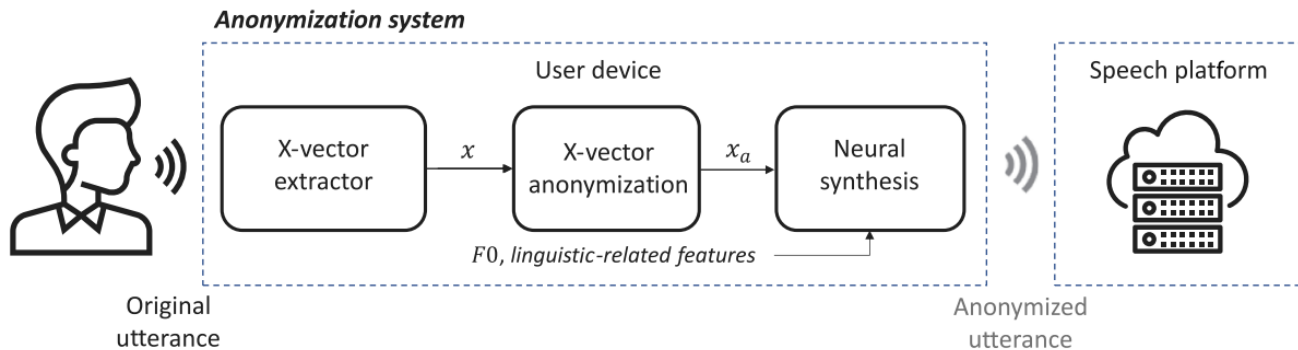 Anonymization system
User device
Speech platform
X-vector
extractor
x
X-vector
anonymization
xₐ
Neural
synthesis
F0, linguistic-related features
Original
utterance
Anonymized
utterance